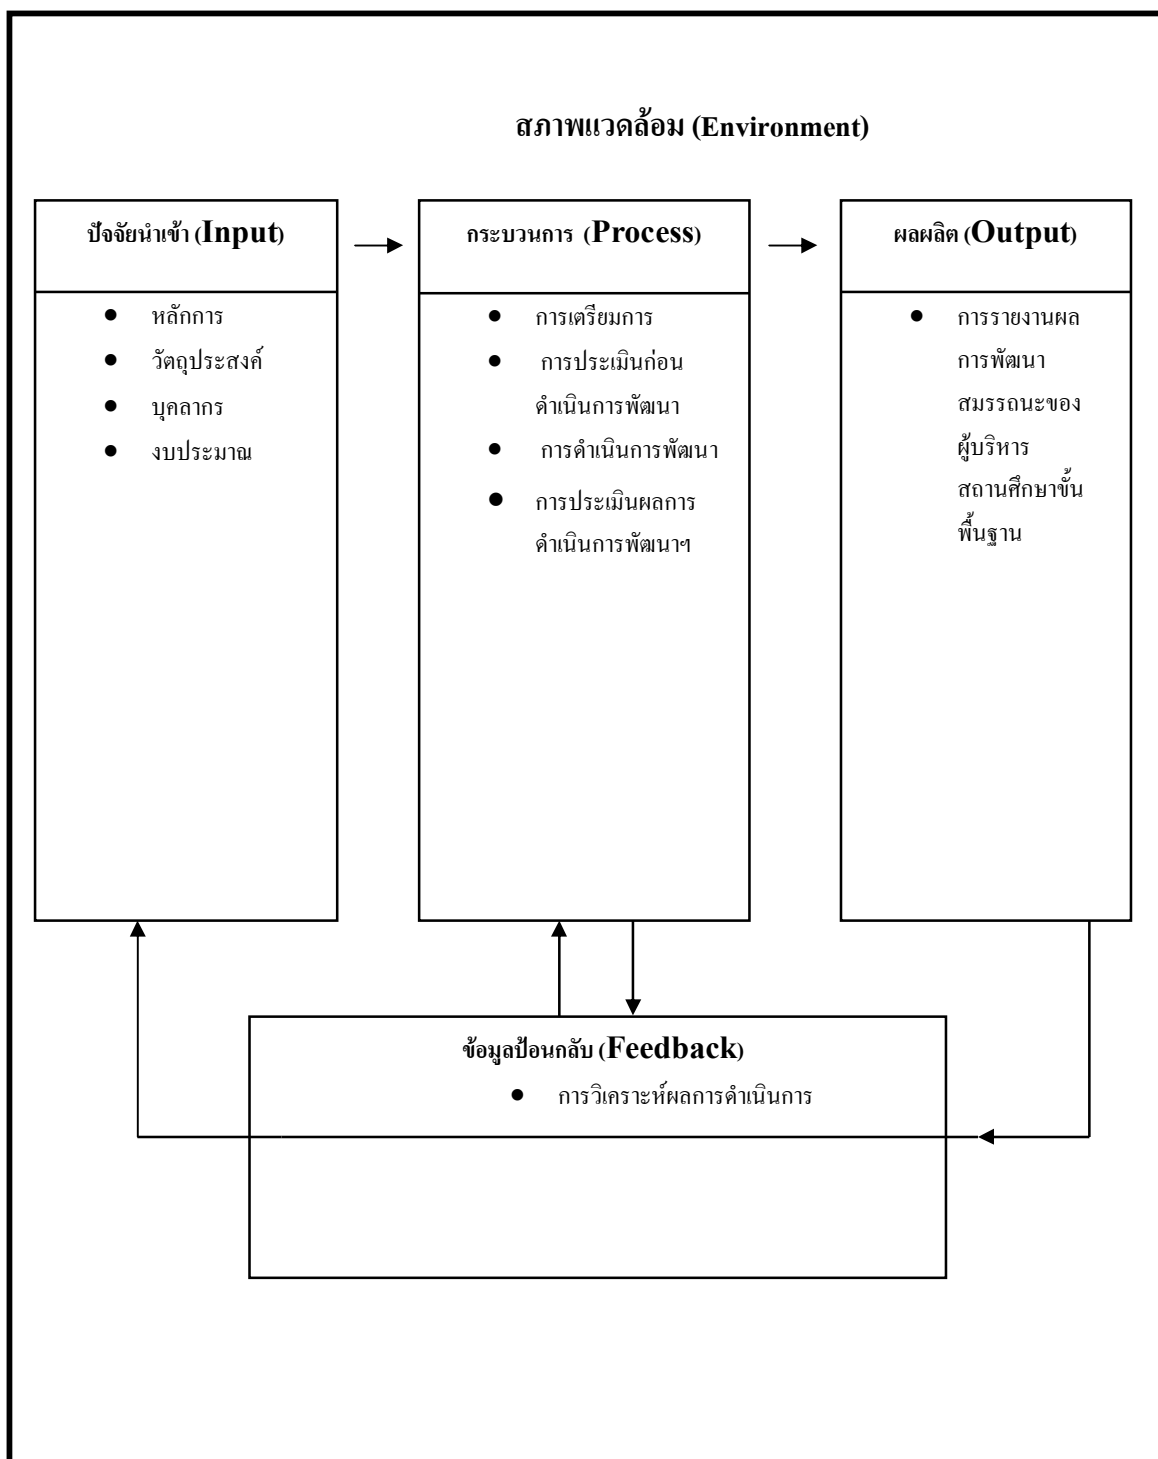 สภาพแวดล้อม (Environment)
ปัจจัยนำเข้า (Input)
● หลักการ
● วัตถุประสงค์
● บุคลากร
● งบประมาณ
กระบวนการ (Process)
● การเตรียมการ
● การประเมินก่อน
ดำเนินการพัฒนา
● การดำเนินการพัฒนา
● การประเมินผลการ
ดำเนินการพัฒนาฯ
ผลผลิต (Output)
● การรายงานผล
การพัฒนา
สมรรถนะของ
ผู้บริหาร
สถานศึกษาขั้น
พื้นฐาน
ข้อมูลป้อนกลับ (Feedback)
● การวิเคราะห์ผลการดำเนินการ